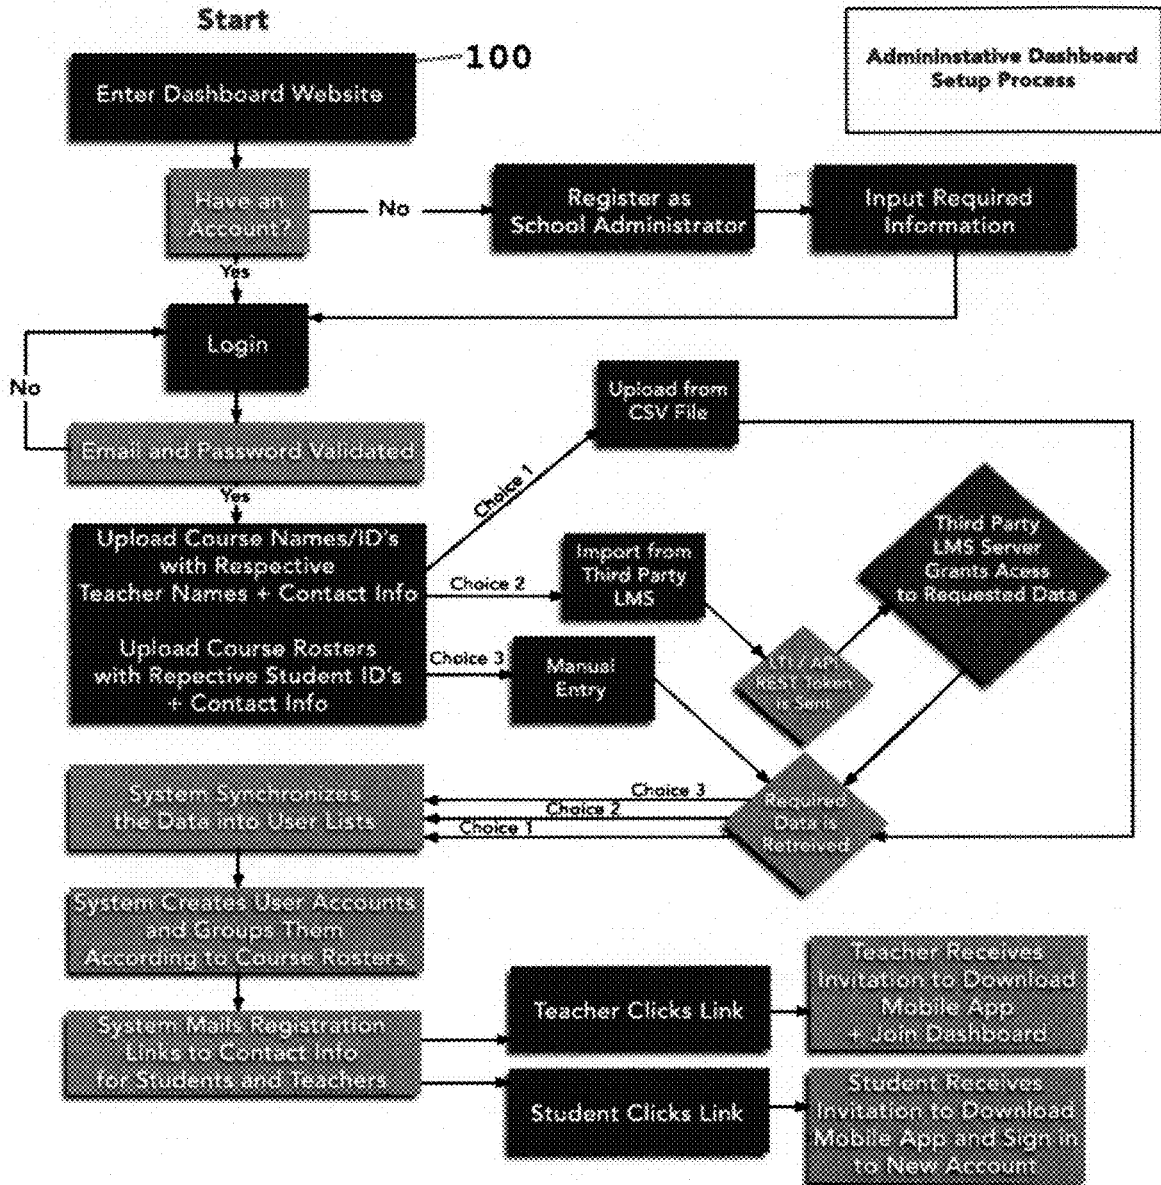 Start
100
Admininstative Dashboard
Setup Process
Enter Dashboard Website
Have an
Account?
No
Register as
School Administrator
Input Required
Information
Yes
Login
No
Email and Password Validated
Yes
Upload from
CSV File
Choice 1
Upload Course Names/ID's
with Respective
Teacher Names + Contact Info
Upload Course Rosters
with Repective Student ID's
+ Contact Info
Choice 2
Import from
Third Party
LMS
Third Party
LMS Server
Grants Acess
to Requested Data
Choice 3
Manual
Entry
API
REST Token
is Sent
System Synchronizes
the Data into User Lists
Choice 3
Choice 2
Choice 1
Required
Data is
Retreived
System Creates User Accounts
and Groups Them
According to Course Rosters
System Mails Registration
Links to Contact Info
for Students and Teachers
Teacher Clicks Link
Teacher Receives
Invitation to Download
Mobile App
+ Join Dashboard
Student Clicks Link
Student Receives
Invitation to Download
Mobile App and Sign in
to New Account